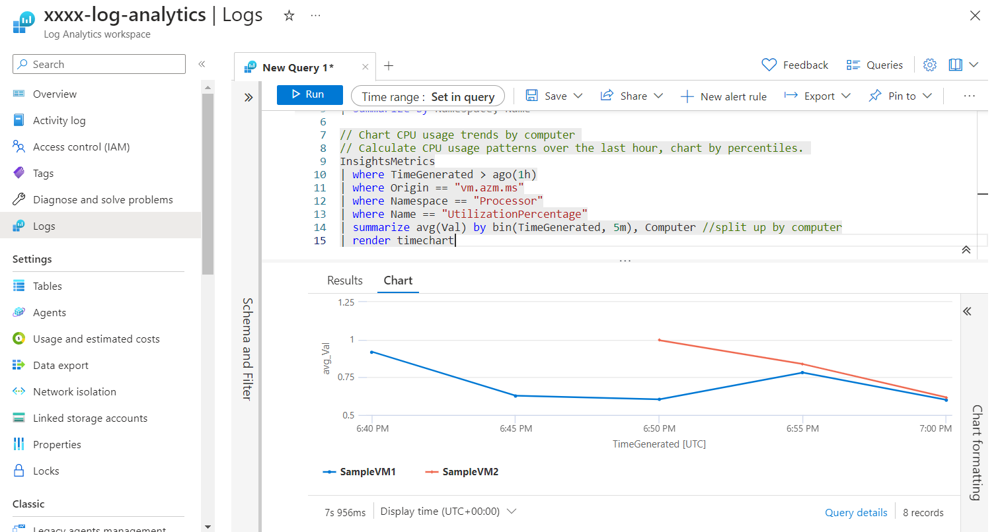 xxxx-log-analytics | Logs
Log Analytics workspace
Search
Overview
Activity log
Access control (IAM)
Tags
Diagnose and solve problems
Logs
Settings
Tables
Agents
Usage and estimated costs
Data export
Network isolation
Linked storage accounts
Properties
Locks
Classic
Legacy agents management
New Query 1*
Feedback
Queries
Run
Time range : Set in query
Save
Share
New alert rule
Export
Pin to
Schema and Filter
5 | summarize by Namespace, Name
6
7 // Chart CPU usage trends by computer
8 // Calculate CPU usage patterns over the last hour, chart by percentiles.
9 InsightsMetrics
10 | where TimeGenerated > ago(1h)
11 | where Origin == "vm.azm.ms"
12 | where Namespace == "Processor"
13 | where Name == "UtilizationPercentage"
14 | summarize avg(Val) by bin(TimeGenerated, 5m), Computer //split up by computer
15 | render timechart
Results
Chart
1.25
1
0.75
0.5
avg_Val
6:40 PM
6:45 PM
6:50 PM
6:55 PM
7:00 PM
TimeGenerated [UTC]
SampleVM1
SampleVM2
Chart formatting
7s 956ms
Display time (UTC+00:00)
Query details
8 records